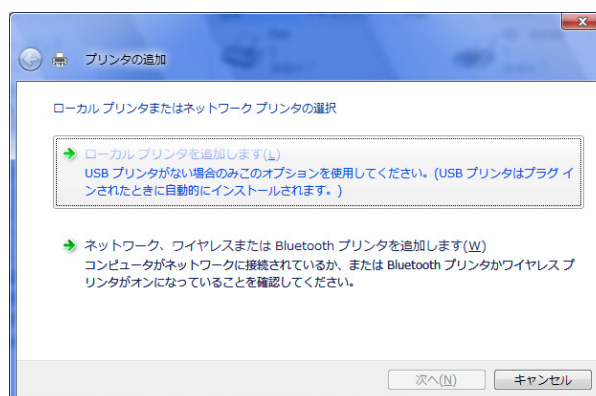 プリンタの追加
ローカル プリンタまたはネットワーク プリンタの選択
ローカル プリンタを追加します(L)
USB プリンタがない場合のみこのオプションを使用してください。(USB プリンタはプラグ イ
ンされたときに自動的にインストールされます。)
ネットワーク、ワイヤレスまたは Bluetooth プリンタを追加します(W)
コンピュータがネットワークに接続されているか、または Bluetooth プリンタかワイヤレス プ
リンタがオンになっていることを確認してください。
次へ(N)
キャンセル